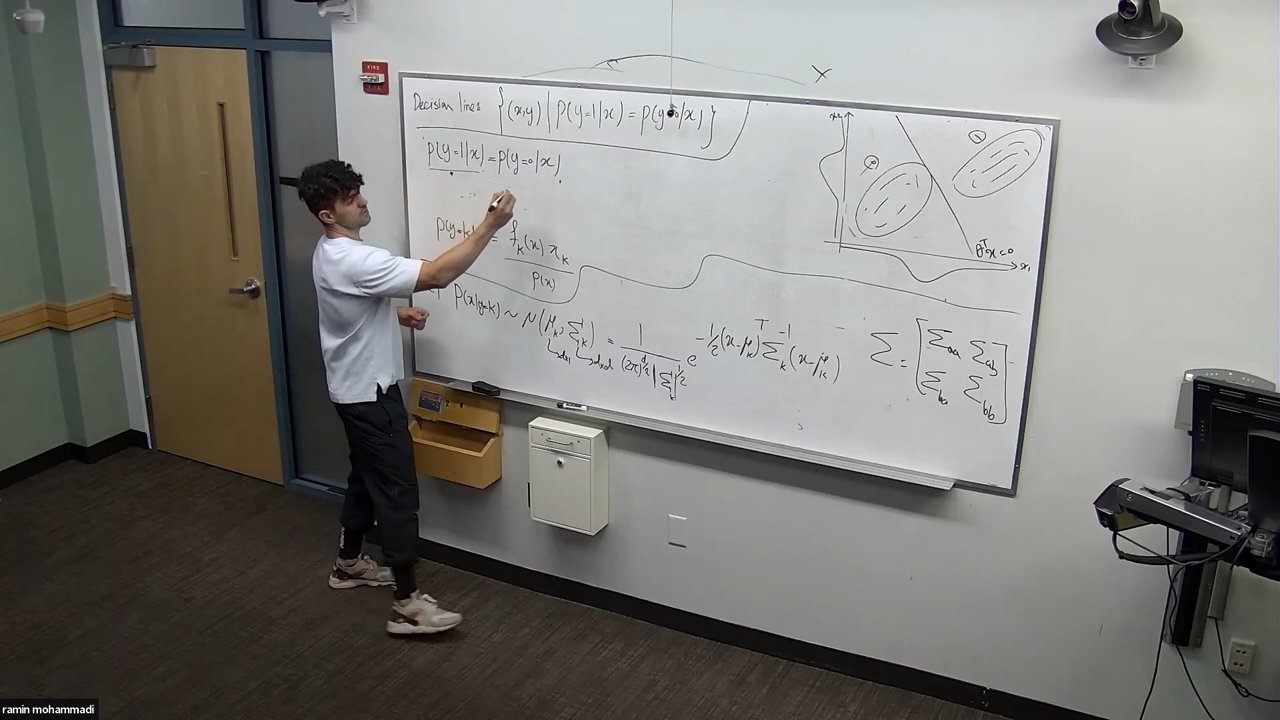 Decision lines {(x,y) | P(y=1|x) = P(y=0|x)}
P(y=1|x) = P(y=0|x)
P(y=k = f_k(x) π_k / P(x)
P(x|y=k) ~ N(μ_k, Σ_k) = 1 / ((2π)^{d/2} |Σ_k|^{1/2}) e^{-1/2 (x-μ_k)^T Σ_k^{-1} (x-μ_k)}
Σ = [Σ_aa Σ_ab
Σ_ba Σ_bb]
θ^T x = 0
x_1
FIRE
ramin mohammadi